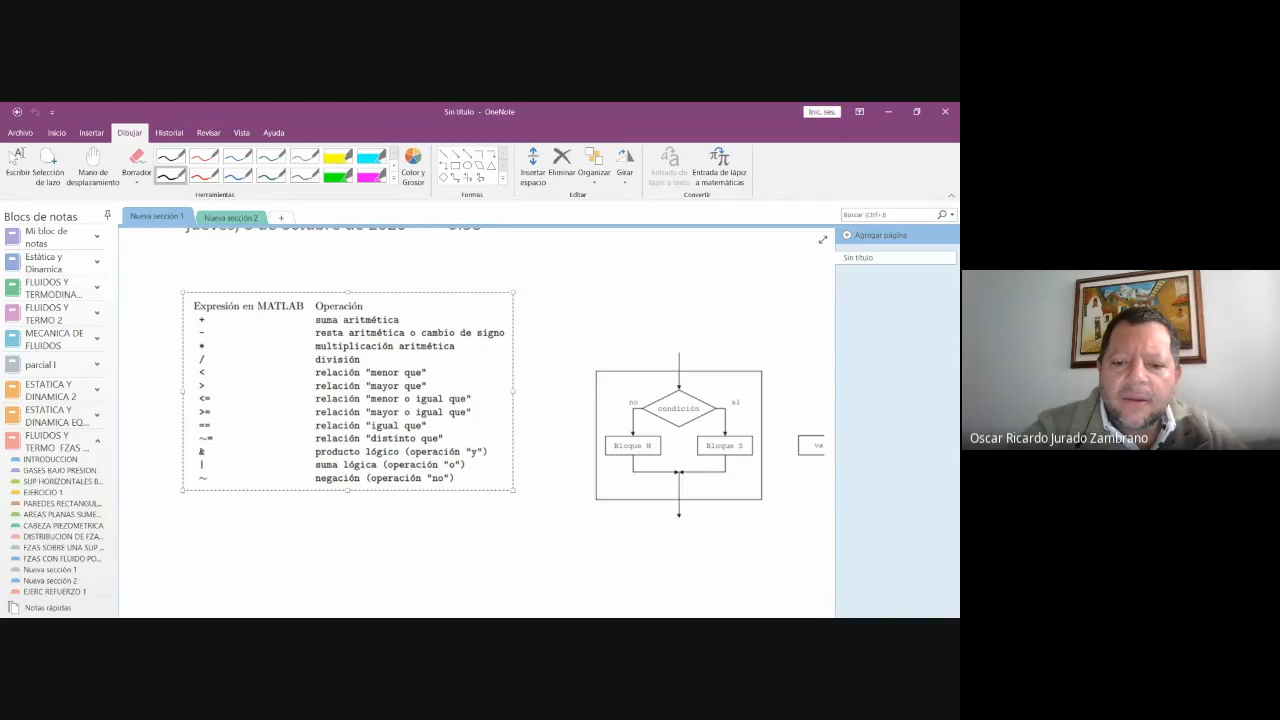 Sin título - OneNote
Inic. ses.
Archivo Inicio Insertar Dibujar Historial Revisar Vista Ayuda
Escribir Selección de lazo Mano de desplazamiento Borrador
Herramientas
Color y Grosor
Formas
Insertar espacio Eliminar Organizar Girar
Editar
Entrada de lápiz a texto Entrada de lápiz a matemáticas
Convertir
Blocs de notas
Nueva sección 1 Nueva sección 2 +
Buscar (Ctrl+J)
Agregar página
Sin título
Mi bloc de notas
Estática y Dinamica
FLUIDOS Y TERMODINA...
FLUIDOS Y TERMO 2
MECANICA DE FLUIDOS
parcial I
ESTATICA Y DINAMICA 2
ESTATICA Y DINAMICA EQ...
FLUIDOS Y TERMO FZAS ...
INTRODUCCION
GASES BAJO PRESION
SUP HORIZONTALES B...
EJERCICIO 1
PAREDES RECTANGUL...
AREAS PLANAS SUME...
CABEZA PIEZOMETRICA
DISTRIBUCION DE FZA...
FZAS SOBRE UNA SUP ...
FZAS CON FLUIDO PO...
Nueva sección 1
Nueva sección 2
EJERC REFUERZO 1
Notas rápidas
Expresión en MATLAB Operación
+ suma aritmética
- resta aritmética o cambio de signo
* multiplicación aritmética
/ división
< relación "menor que"
> relación "mayor que"
<= relación "menor o igual que"
>= relación "mayor o igual que"
== relación "igual que"
~= relación "distinto que"
& producto lógico (operación "y")
| suma lógica (operación "o")
~ negación (operación "no")
no si
condición
Bloque N Bloque S
va
Oscar Ricardo Jurado Zambrano